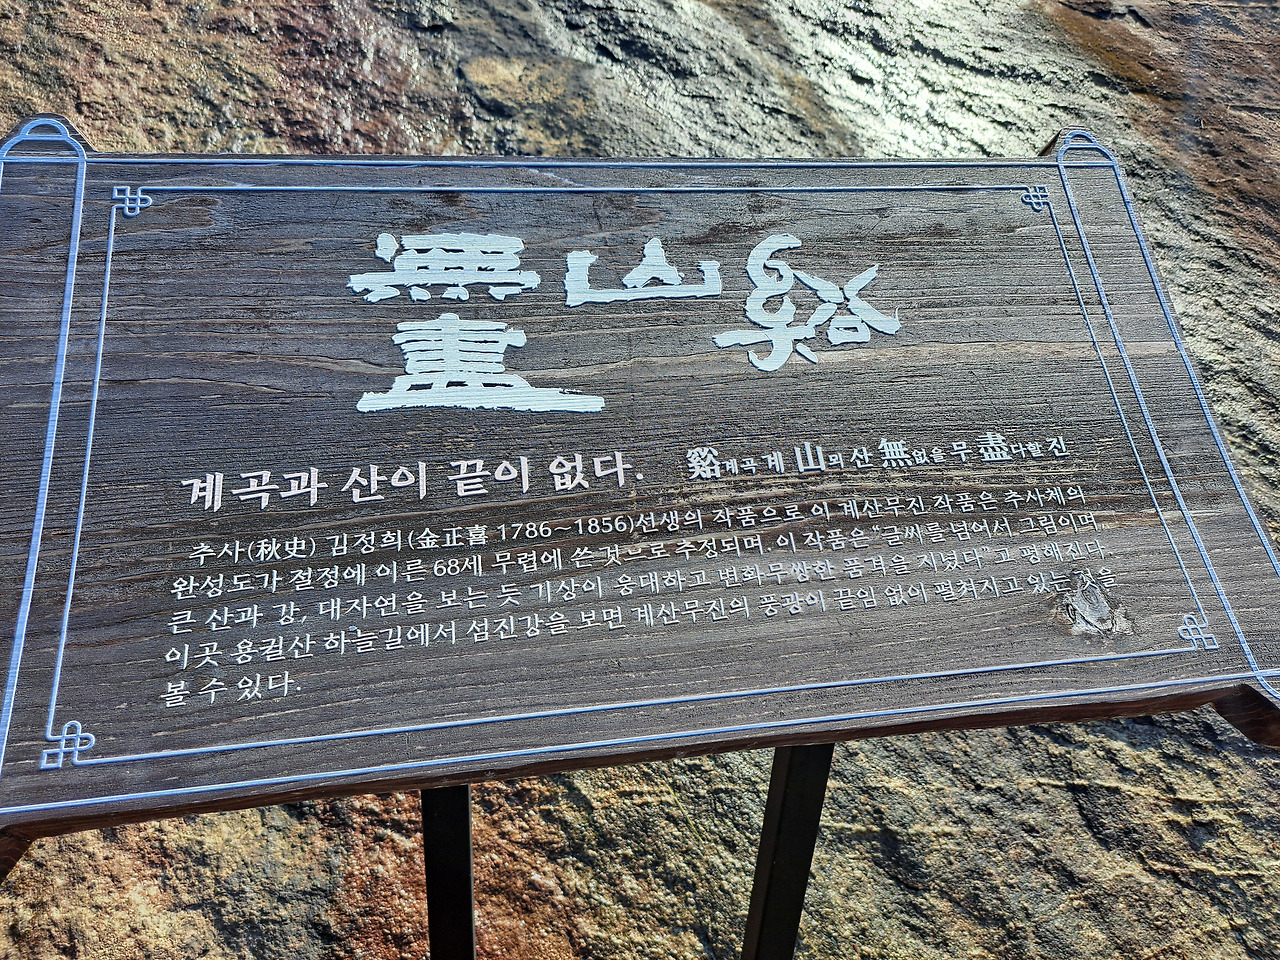 谿山無盡
계곡과 산이 끝이 없다. 谿계곡 계 山뫼 산 無없을 무 盡다할 진
추사(秋史) 김정희(金正喜 1786~1856)선생의 작품으로 이 계산무진 작품은 추사체의
완성도가 절정에 이른 68세 무렵에 쓴 것으로 추정되며, 이 작품은 “글씨를 넘어서 그림이며
큰 산과 강, 대자연을 보는 듯 기상이 웅대하고 변화무쌍한 품격을 지녔다”고 평해진다.
이곳 용궐산 하늘길에서 섬진강을 보면 계산무진의 풍광이 끝임 없이 펼쳐지고 있는 것을
볼 수 있다.